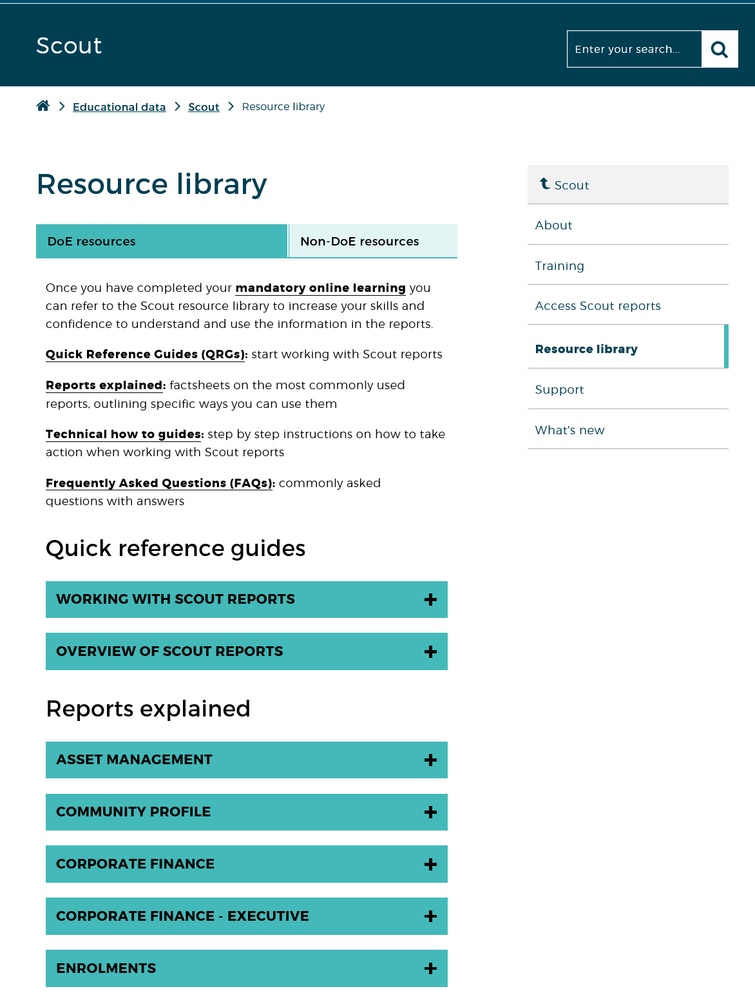 Scout
Enter your search...
Educational data
Scout
Resource library
Resource library
DoE resources
Non-DoE resources
Once you have completed your mandatory online learning you
can refer to the Scout resource library to increase your skills and
confidence to understand and use the information in the reports.
Quick Reference Guides (QRGs): start working with Scout reports
Reports explained: factsheets on the most commonly used
reports, outlining specific ways you can use them
Technical how to guides: step by step instructions on how to take
action when working with Scout reports
Frequently Asked Questions (FAQs): commonly asked
questions with answers
Quick reference guides
WORKING WITH SCOUT REPORTS
OVERVIEW OF SCOUT REPORTS
Reports explained
ASSET MANAGEMENT
COMMUNITY PROFILE
CORPORATE FINANCE
CORPORATE FINANCE - EXECUTIVE
ENROLMENTS
Scout
About
Training
Access Scout reports
Resource library
Support
What's new